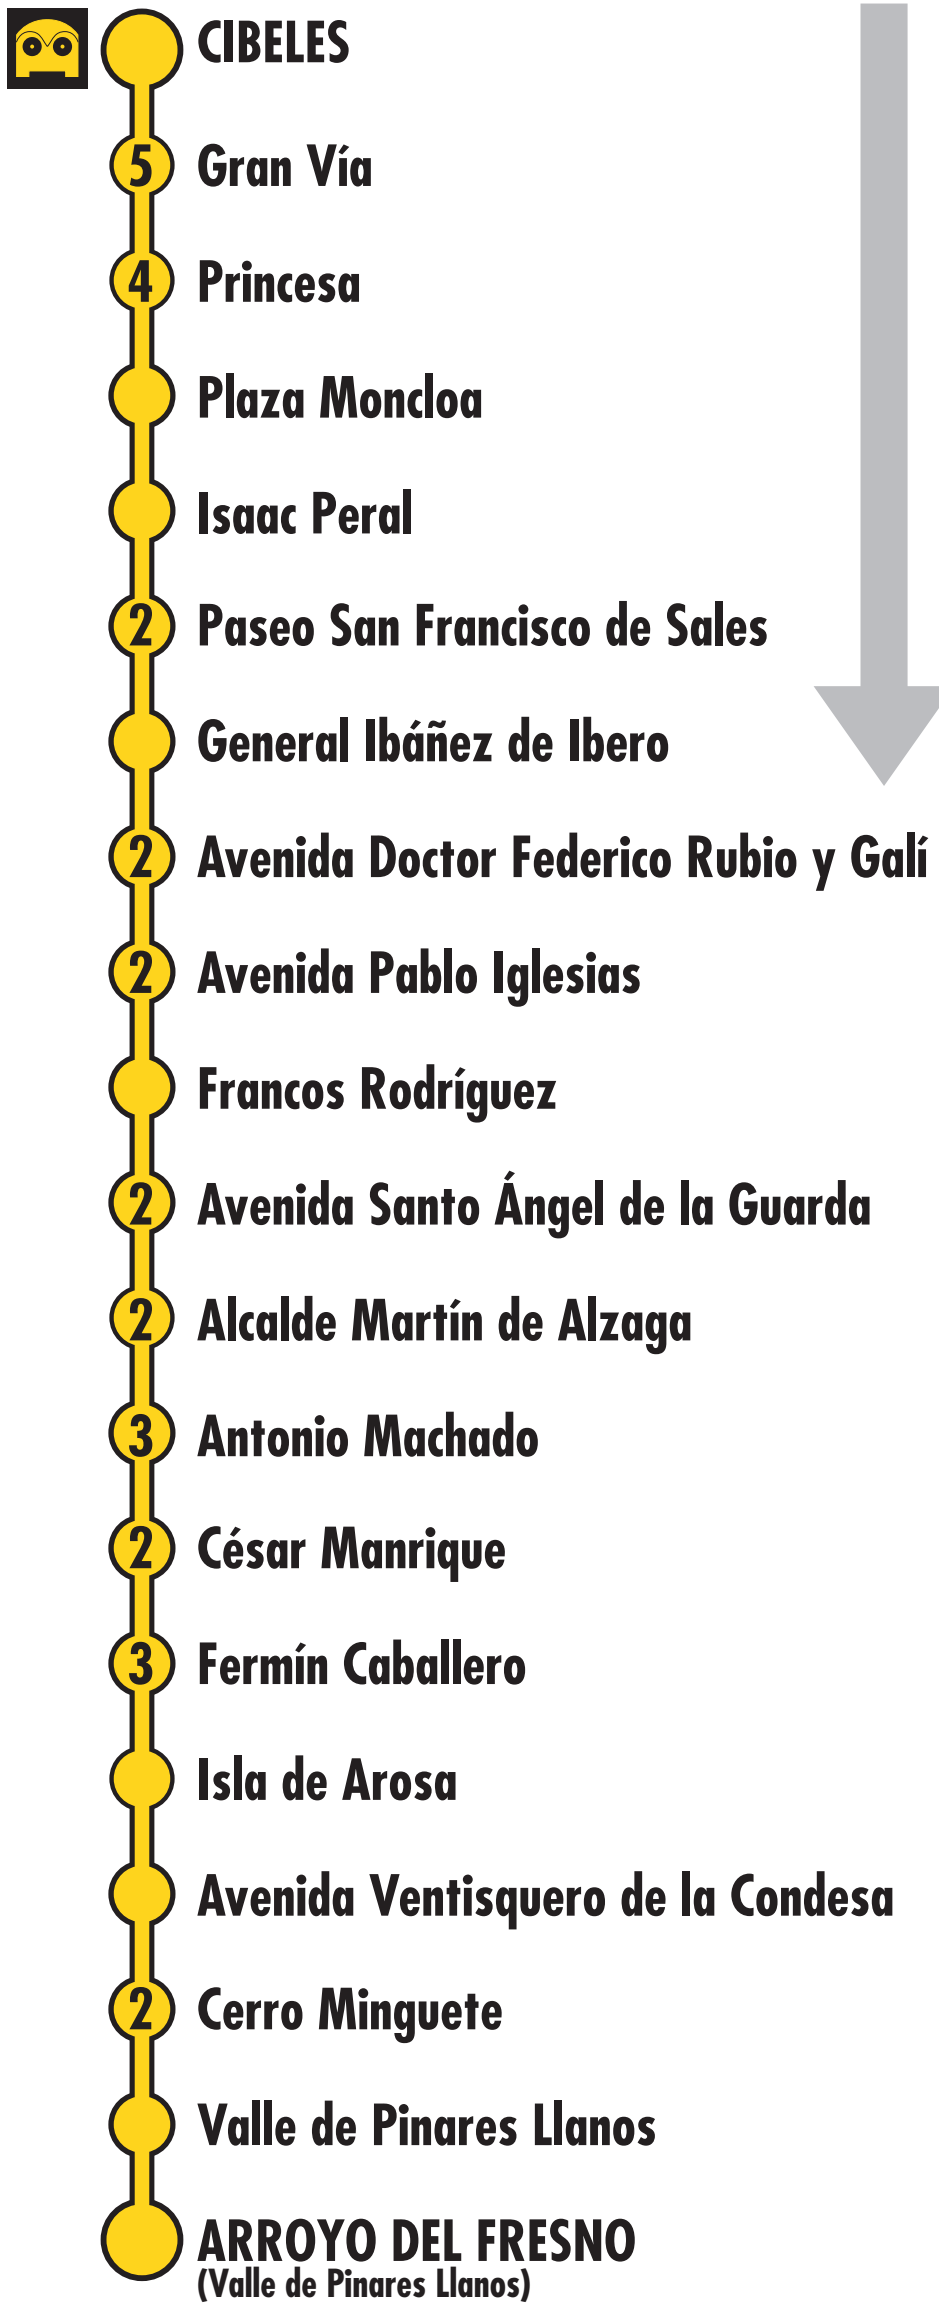 CIBELES
5 Gran Vía
4 Princesa
Plaza Moncloa
Isaac Peral
2 Paseo San Francisco de Sales
General Ibáñez de Ibero
2 Avenida Doctor Federico Rubio y Galí
2 Avenida Pablo Iglesias
Francos Rodríguez
2 Avenida Santo Ángel de la Guarda
2 Alcalde Martín de Alzaga
3 Antonio Machado
2 César Manrique
3 Fermín Caballero
Isla de Arosa
Avenida Ventisquero de la Condesa
2 Cerro Minguete
Valle de Pinares Llanos
ARROYO DEL FRESNO
(Valle de Pinares Llanos)